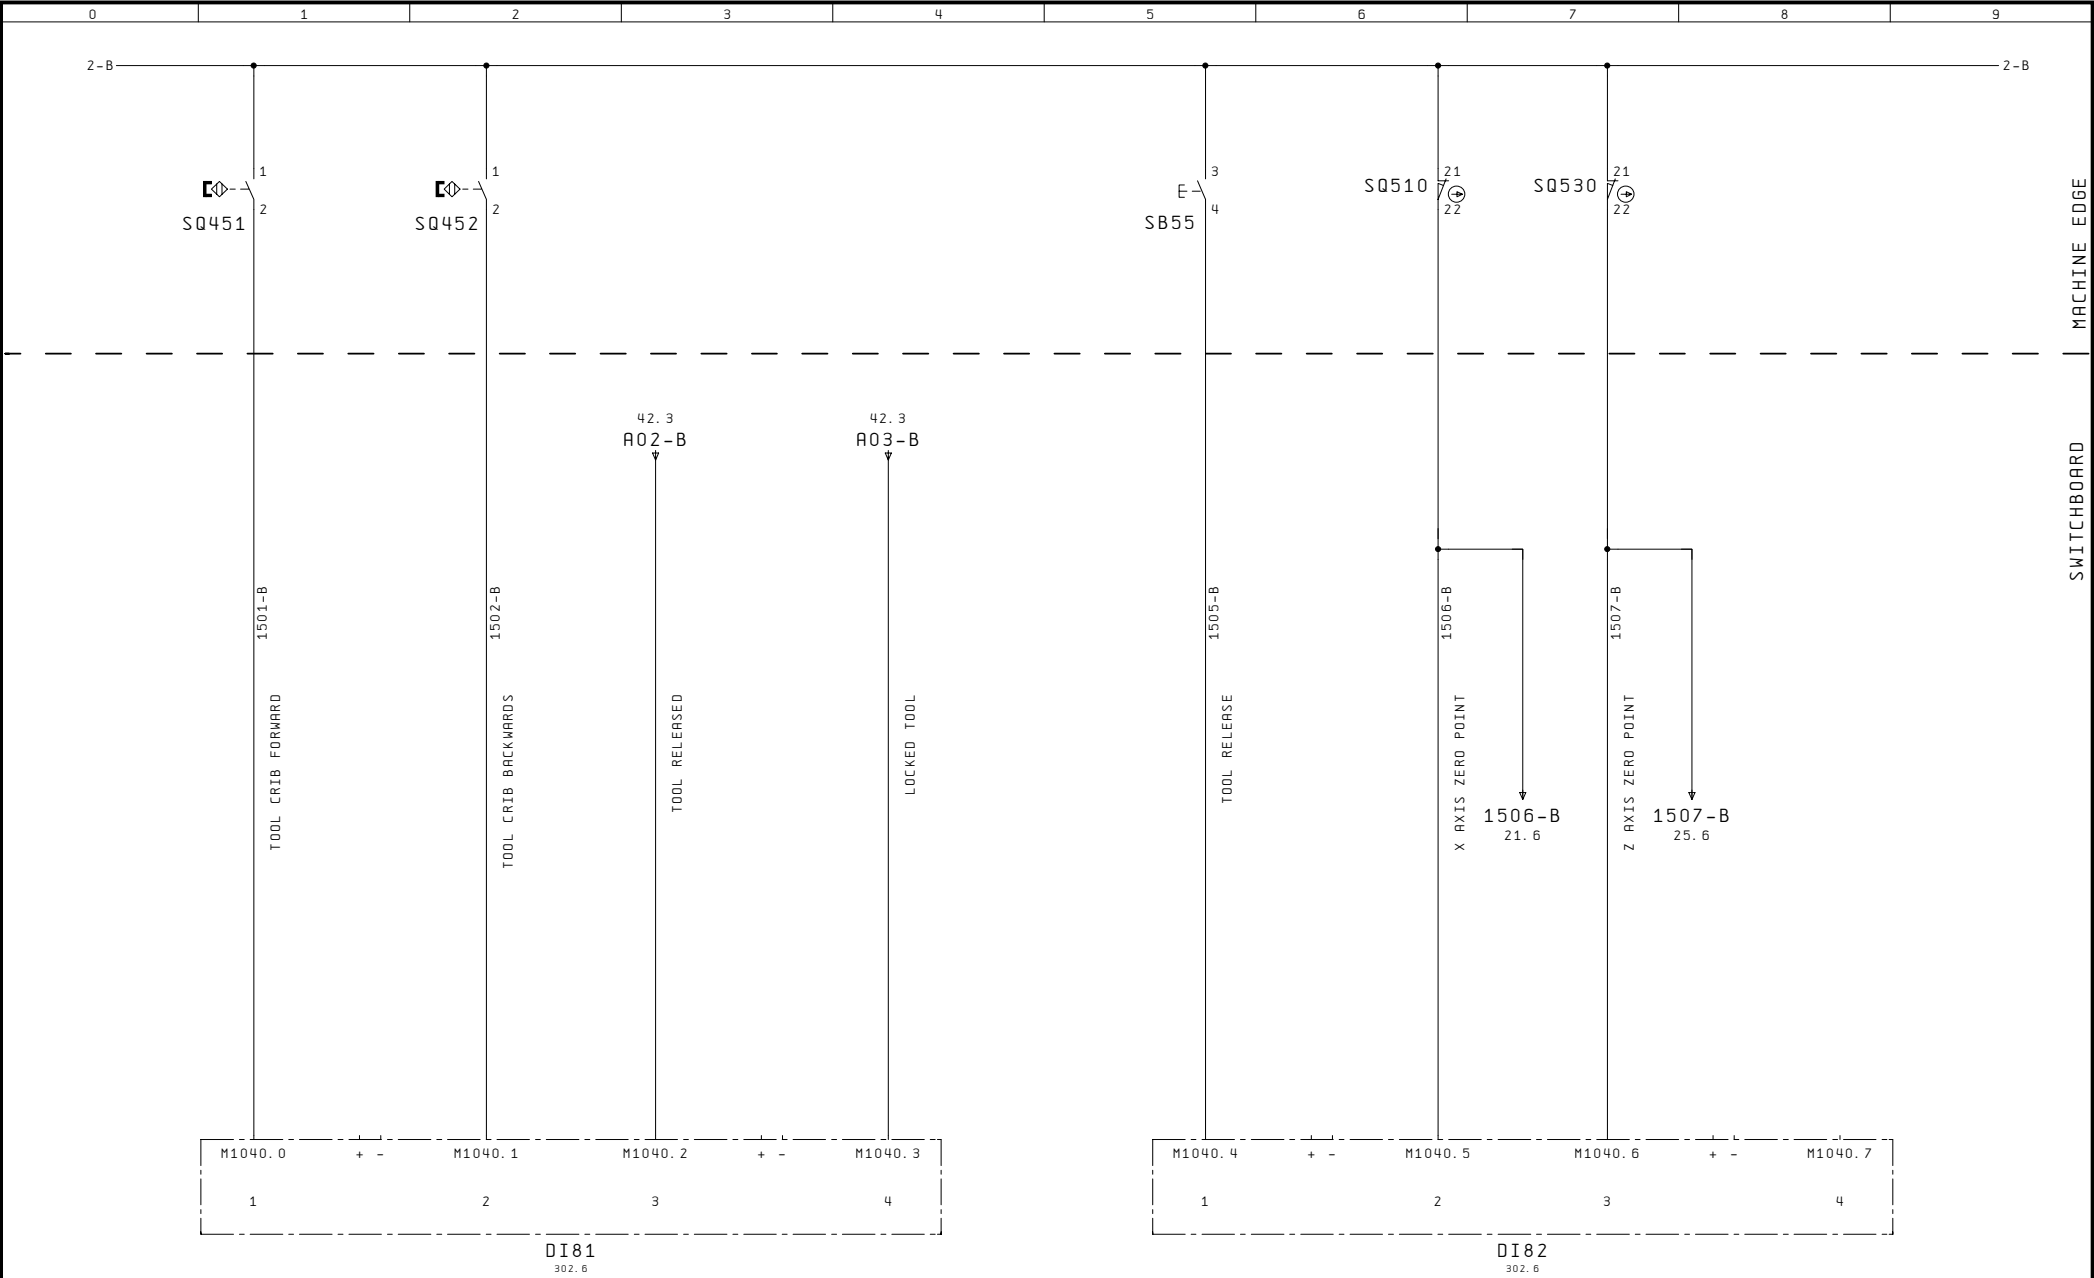 0 1 2 3 4 5 6 7 8 9
2-B 2-B
1 1 3 21 21
SQ510 SQ530
2 2 4 22 22
SQ451 SQ452 SB55
MACHINE EDGE
42.3 42.3
A02-B A03-B
SWITCHBOARD
1501-B
1502-B
1505-B
1506-B
1507-B
TOOL CRIB FORWARD
TOOL CRIB BACKWARDS
TOOL RELEASED
LOCKED TOOL
TOOL RELEASE
X AXIS ZERO POINT
Z AXIS ZERO POINT
1506-B 1507-B
21.6 25.6
M1040.0 + - M1040.1 M1040.2 + - M1040.3 M1040.4 + - M1040.5 M1040.6 + - M1040.7
1 2 3 4 1 2 3 4
DI81 DI82
302.6 302.6